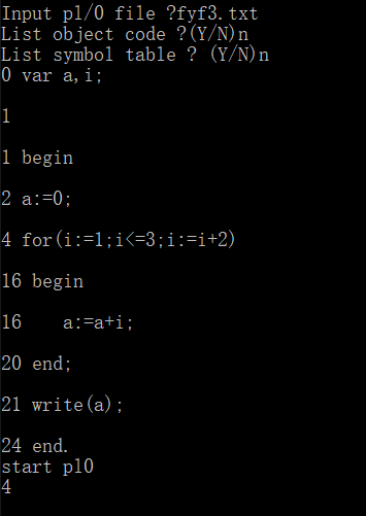 Input pl/0 file ?fyf3.txt
List object code ?(Y/N)n
List symbol table ? (Y/N)n
0 var a,i;
1
1 begin
2 a:=0;
4 for(i:=1;i<=3;i:=i+2)
16 begin
16    a:=a+i;
20 end;
21 write(a);
24 end.
start pl0
4